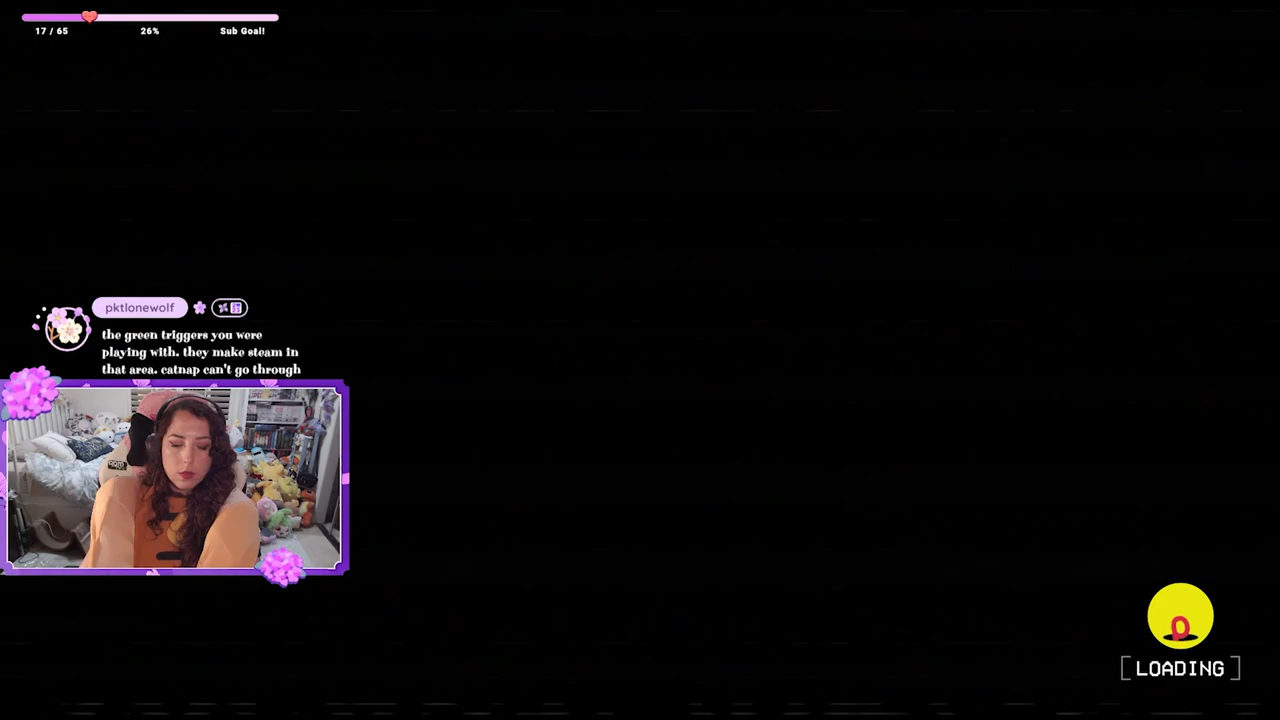 17 / 65 26% Sub Goal!
pktlonewolf
the green triggers you were
playing with. they make steam in
that area. catnap can't go through
[LOADING]